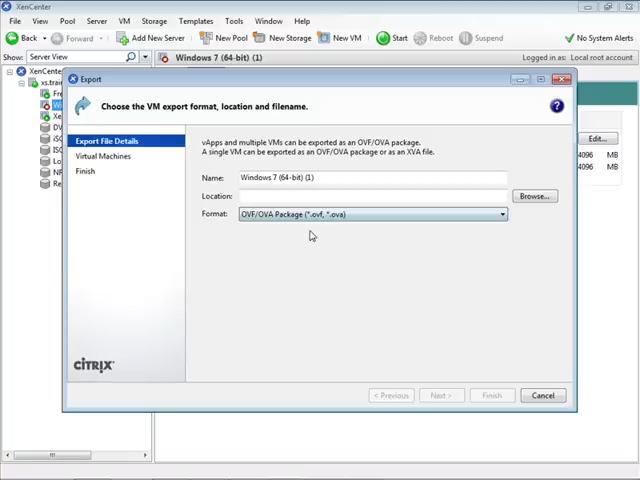 XenCenter
File View Pool Server VM Storage Templates Tools Window Help
Back Forward Add New Server New Pool New Storage New VM Start Reboot Suspend No System Alerts
Show: Server View Windows 7 (64-bit) (1) Logged in as: Local root account
XenCenter
xs.train
Export
Choose the VM export format, location and filename.
Export File Details
Virtual Machines
Finish
vApps and multiple VMs can be exported as an OVF/OVA package.
A single VM can be exported as an OVF/OVA package or as an XVA file.
Name: Windows 7 (64-bit) (1)
Location: Browse...
Format: OVF/OVA Package (*.ovf, *.ova)
Edit...
4096 MB
4096 MB
CITRIX
< Previous Next > Finish Cancel